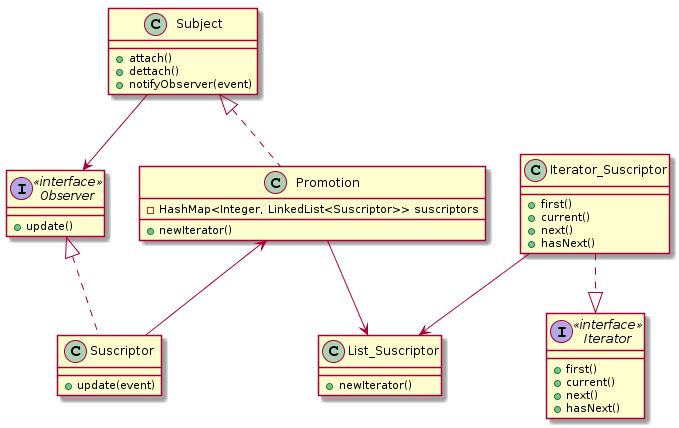 C Subject
attach()
dettach()
notifyObserver(event)
I «interface»
Observer
update()
C Promotion
HashMap<Integer, LinkedList<Suscriptor>> suscriptors
newIterator()
C Iterator_Suscriptor
first()
current()
next()
hasNext()
C Suscriptor
update(event)
C List_Suscriptor
newIterator()
I «interface»
Iterator
first()
current()
next()
hasNext()